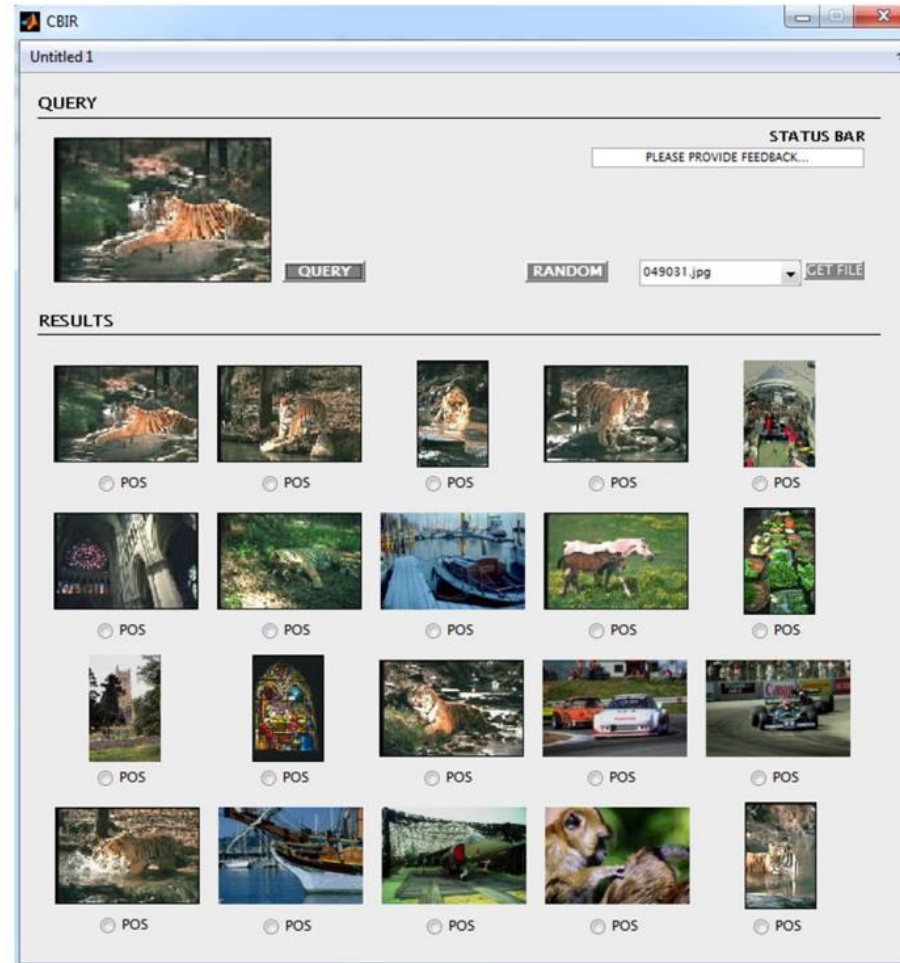 CBIR
Untitled 1
QUERY
STATUS BAR
PLEASE PROVIDE FEEDBACK...
QUERY
RANDOM
049031.jpg
GET FILE
RESULTS
POS POS POS POS POS
POS POS POS POS POS
Canon
POS POS POS POS POS
POS POS POS POS POS